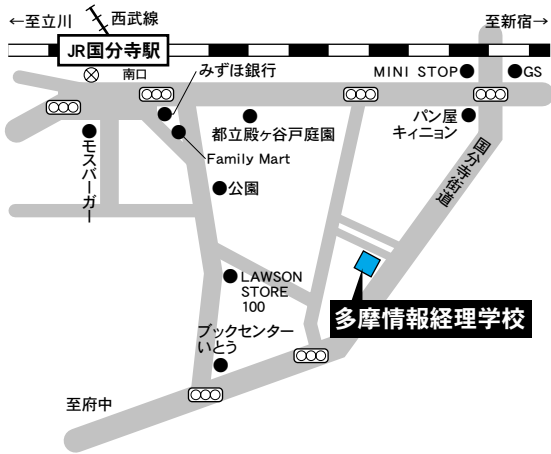 ←至立川
西武線
至新宿→
JR国分寺駅
南口
みずほ銀行
MINI STOP
GS
都立殿ヶ谷戸庭園
パン屋
キィニョン
Family Mart
モスバーガー
国分寺街道
公園
LAWSON
STORE
100
多摩情報経理学校
ブックセンター
いとう
至府中